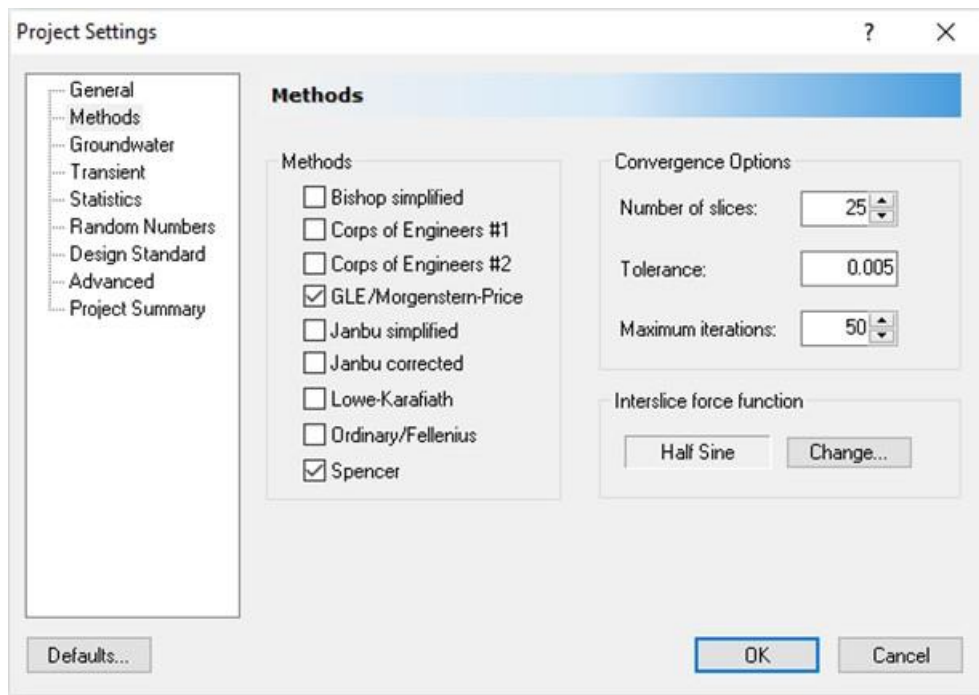 Project Settings
?
General
Methods
Groundwater
Transient
Statistics
Random Numbers
Design Standard
Advanced
Project Summary
Methods
Methods
Bishop simplified
Corps of Engineers #1
Corps of Engineers #2
GLE/Morgenstern-Price
Janbu simplified
Janbu corrected
Lowe-Karafiath
Ordinary/Fellenius
Spencer
Convergence Options
Number of slices: 25
Tolerance: 0.005
Maximum iterations: 50
Interslice force function
Half Sine Change...
Defaults... OK Cancel